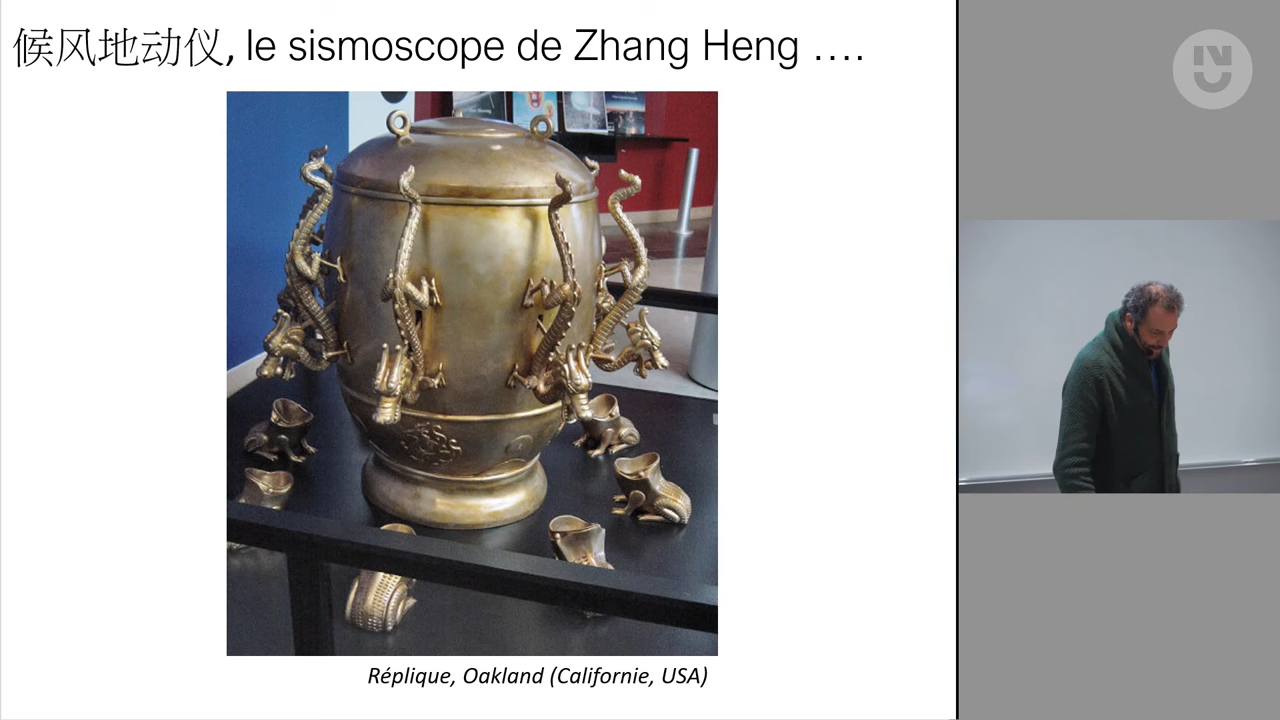 候风地动仪, le sismoscope de Zhang Heng ....
Réplique, Oakland (Californie, USA)